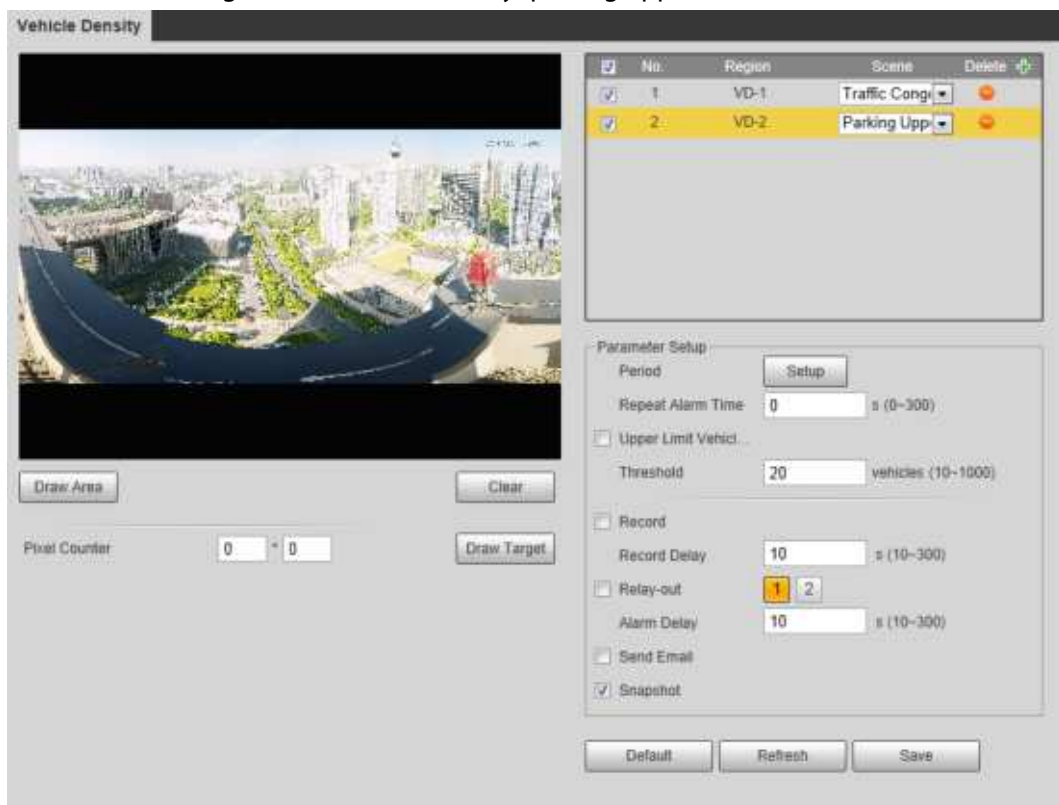 Vehicle Density
No. Region Scene Delete
1 VD-1 Traffic Cong
2 VD-2 Parking Upp
Parameter Setup
Period Setup
Repeat Alarm Time 0 s (0~300)
Upper Limit Vehicl...
Threshold 20 vehicles (10~1000)
Draw Area Clear
Record
Pixel Counter 0 * 0 Draw Target
Record Delay 10 s (10~300)
Relay-out 1 2
Alarm Delay 10 s (10~300)
Send Email
Snapshot
Default Refresh Save